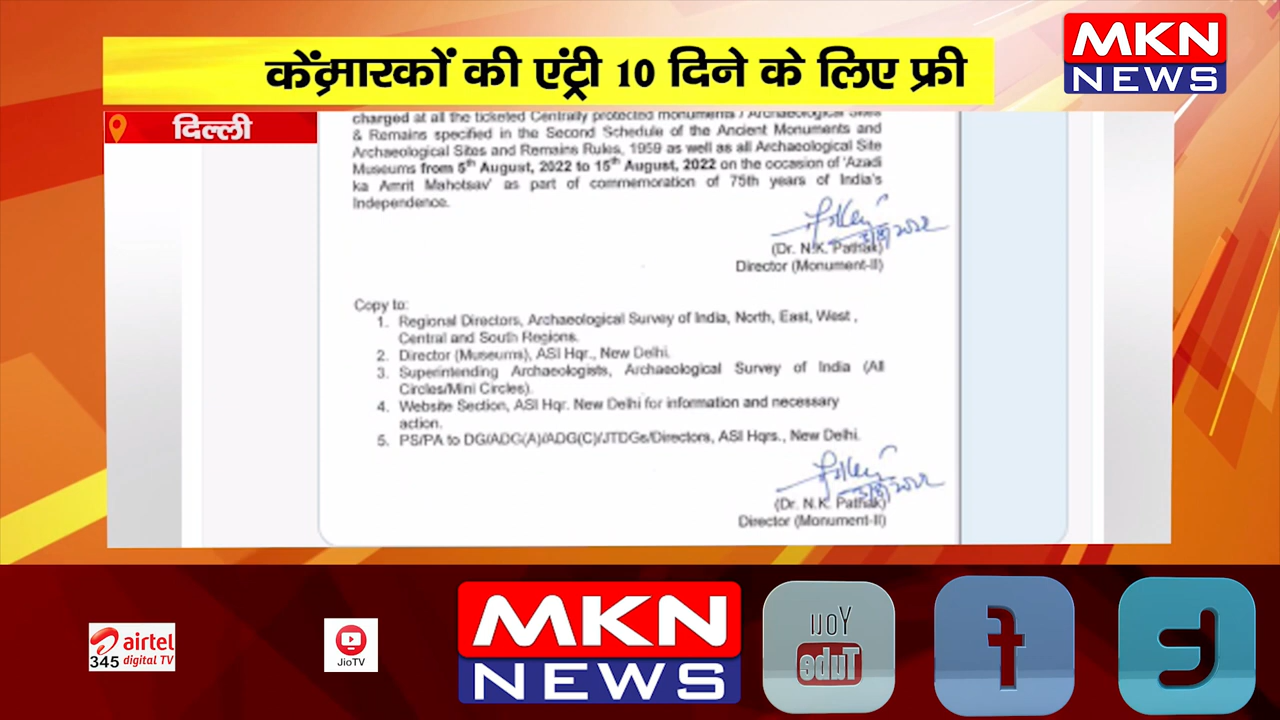 केंस्मारकों की एंट्री 10 दिने के लिए फ्री
MKN
NEWS
दिल्ली
charged at all the ticketed Centrally protected monuments / Archaeological Sites
& Remains specified in the Second Schedule of the Ancient Monuments and
Archaeological Sites and Remains Rules, 1959 as well as all Archaeological Site
Museums from 5th August, 2022 to 15th August, 2022 on the occasion of 'Azadi
ka Amrit Mahotsav' as part of commemoration of 75th years of India's
Independence.
3/8/2022
(Dr. N.K. Pathak)
Director (Monument-II)
Copy to:
1. Regional Directors, Archaeological Survey of India, North, East, West ,
Central and South Regions.
2. Director (Museums), ASI Hqr., New Delhi.
3. Superintending Archaeologists, Archaeological Survey of India (All
Circles/Mini Circles).
4. Website Section, ASI Hqr. New Delhi for information and necessary
action.
5. PS/PA to DG/ADG(A)/ADG(C)/JTDGs/Directors, ASI Hqrs., New Delhi.
3/8/2022
(Dr. N.K. Pathak)
Director (Monument-II)
airtel
345 digital TV
JioTV
MKN
NEWS
You
Tube